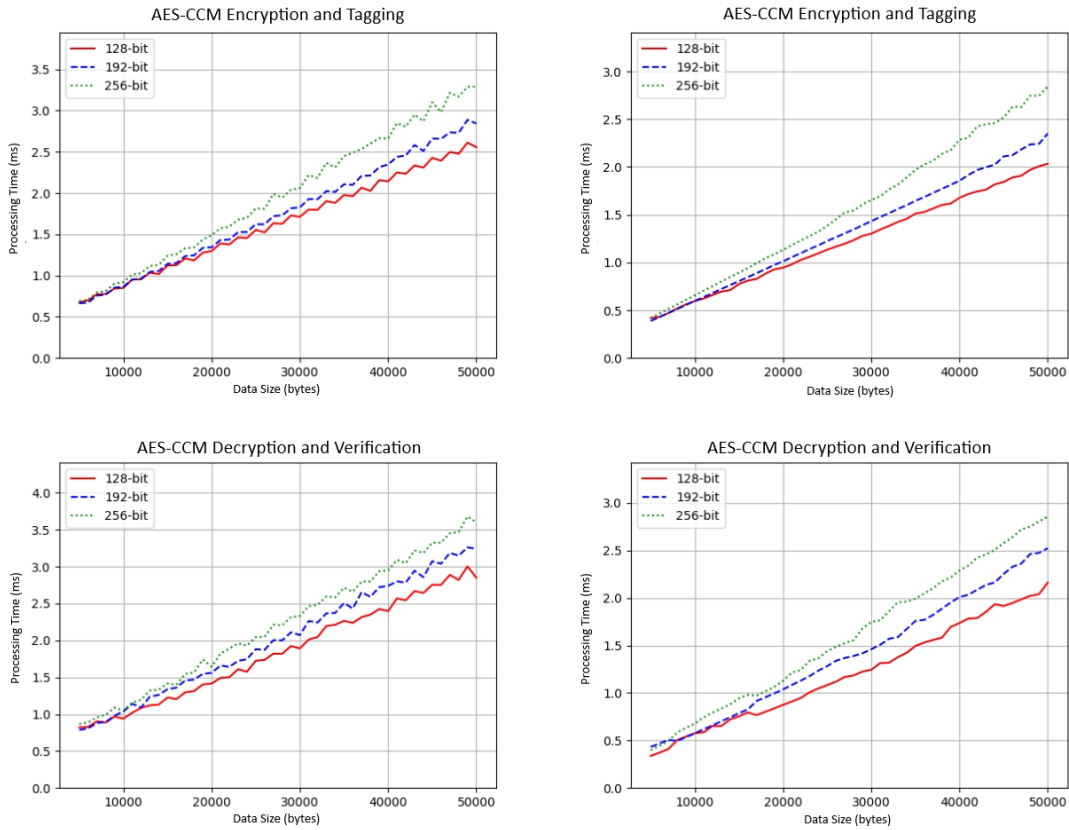 AES-CCM Encryption and Tagging
128-bit
192-bit
256-bit
3.5
3.0
2.5
2.0
1.5
1.0
0.5
0.0
Processing Time (ms)
10000 20000 30000 40000 50000
Data Size (bytes)
AES-CCM Encryption and Tagging
128-bit
192-bit
256-bit
3.0
2.5
2.0
1.5
1.0
0.5
0.0
Processing Time (ms)
10000 20000 30000 40000 50000
Data Size (bytes)
AES-CCM Decryption and Verification
128-bit
192-bit
256-bit
4.0
3.5
3.0
2.5
2.0
1.5
1.0
0.5
0.0
Processing Time (ms)
10000 20000 30000 40000 50000
Data Size (bytes)
AES-CCM Decryption and Verification
128-bit
192-bit
256-bit
3.0
2.5
2.0
1.5
1.0
0.5
0.0
Processing Time (ms)
10000 20000 30000 40000 50000
Data Size (bytes)